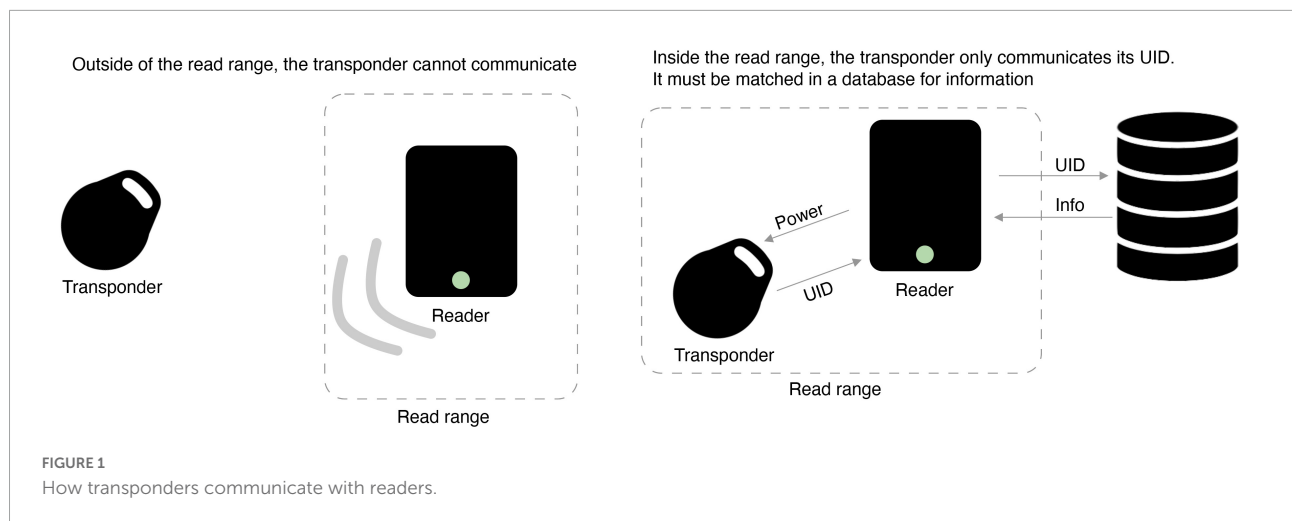 Outside of the read range, the transponder cannot communicate
Transponder
Reader
Read range
Inside the read range, the transponder only communicates its UID.
It must be matched in a database for information
UID
Info
Power
UID
Reader
Transponder
Read range
FIGURE 1
How transponders communicate with readers.